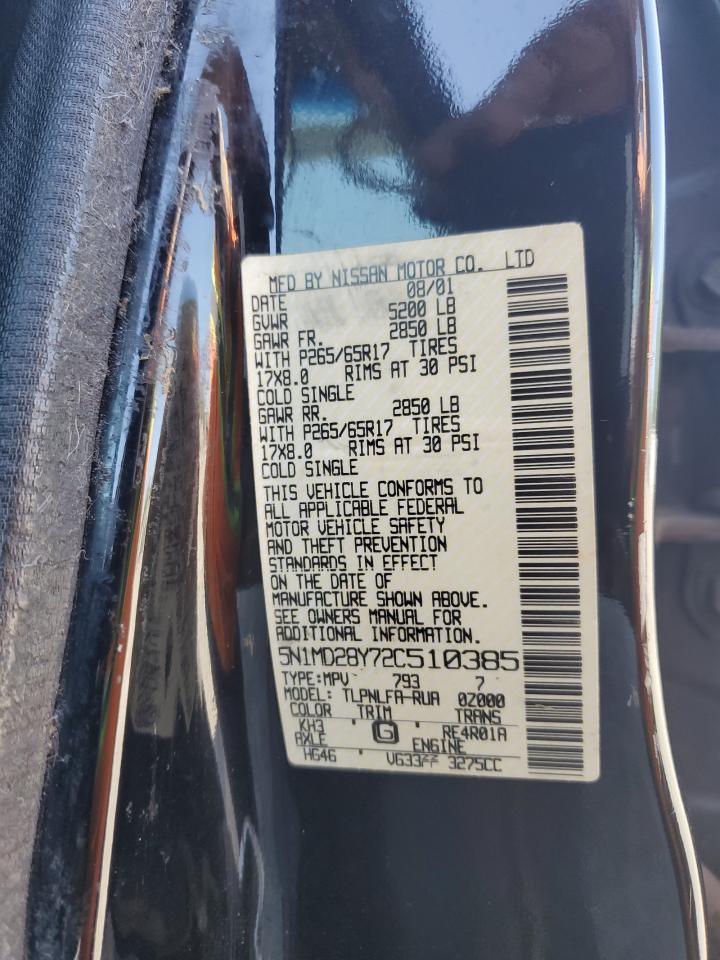 MFD BY NISSAN MOTOR CO. LTD
DATE 08/01
GVWR 5200 LB
GAWR FR. 2850 LB
WITH P265/65R17 TIRES
17X8.0 RIMS AT 30 PSI
COLD SINGLE
GAWR RR. 2850 LB
WITH P265/65R17 TIRES
17X8.0 RIMS AT 30 PSI
COLD SINGLE
THIS VEHICLE CONFORMS TO
ALL APPLICABLE FEDERAL
MOTOR VEHICLE SAFETY
AND THEFT PREVENTION
STANDARDS IN EFFECT
ON THE DATE OF
MANUFACTURE SHOWN ABOVE.
SEE OWNERS MANUAL FOR
ADDITIONAL INFORMATION.
5N1MD28Y72C510385
TYPE:MPV 793 7
MODEL: TLPNLFA-RUA 0Z000
COLOR TRIM TRANS
KH3 G RE4R01A
AXLE ENGINE
HG46 VG33 3275CC